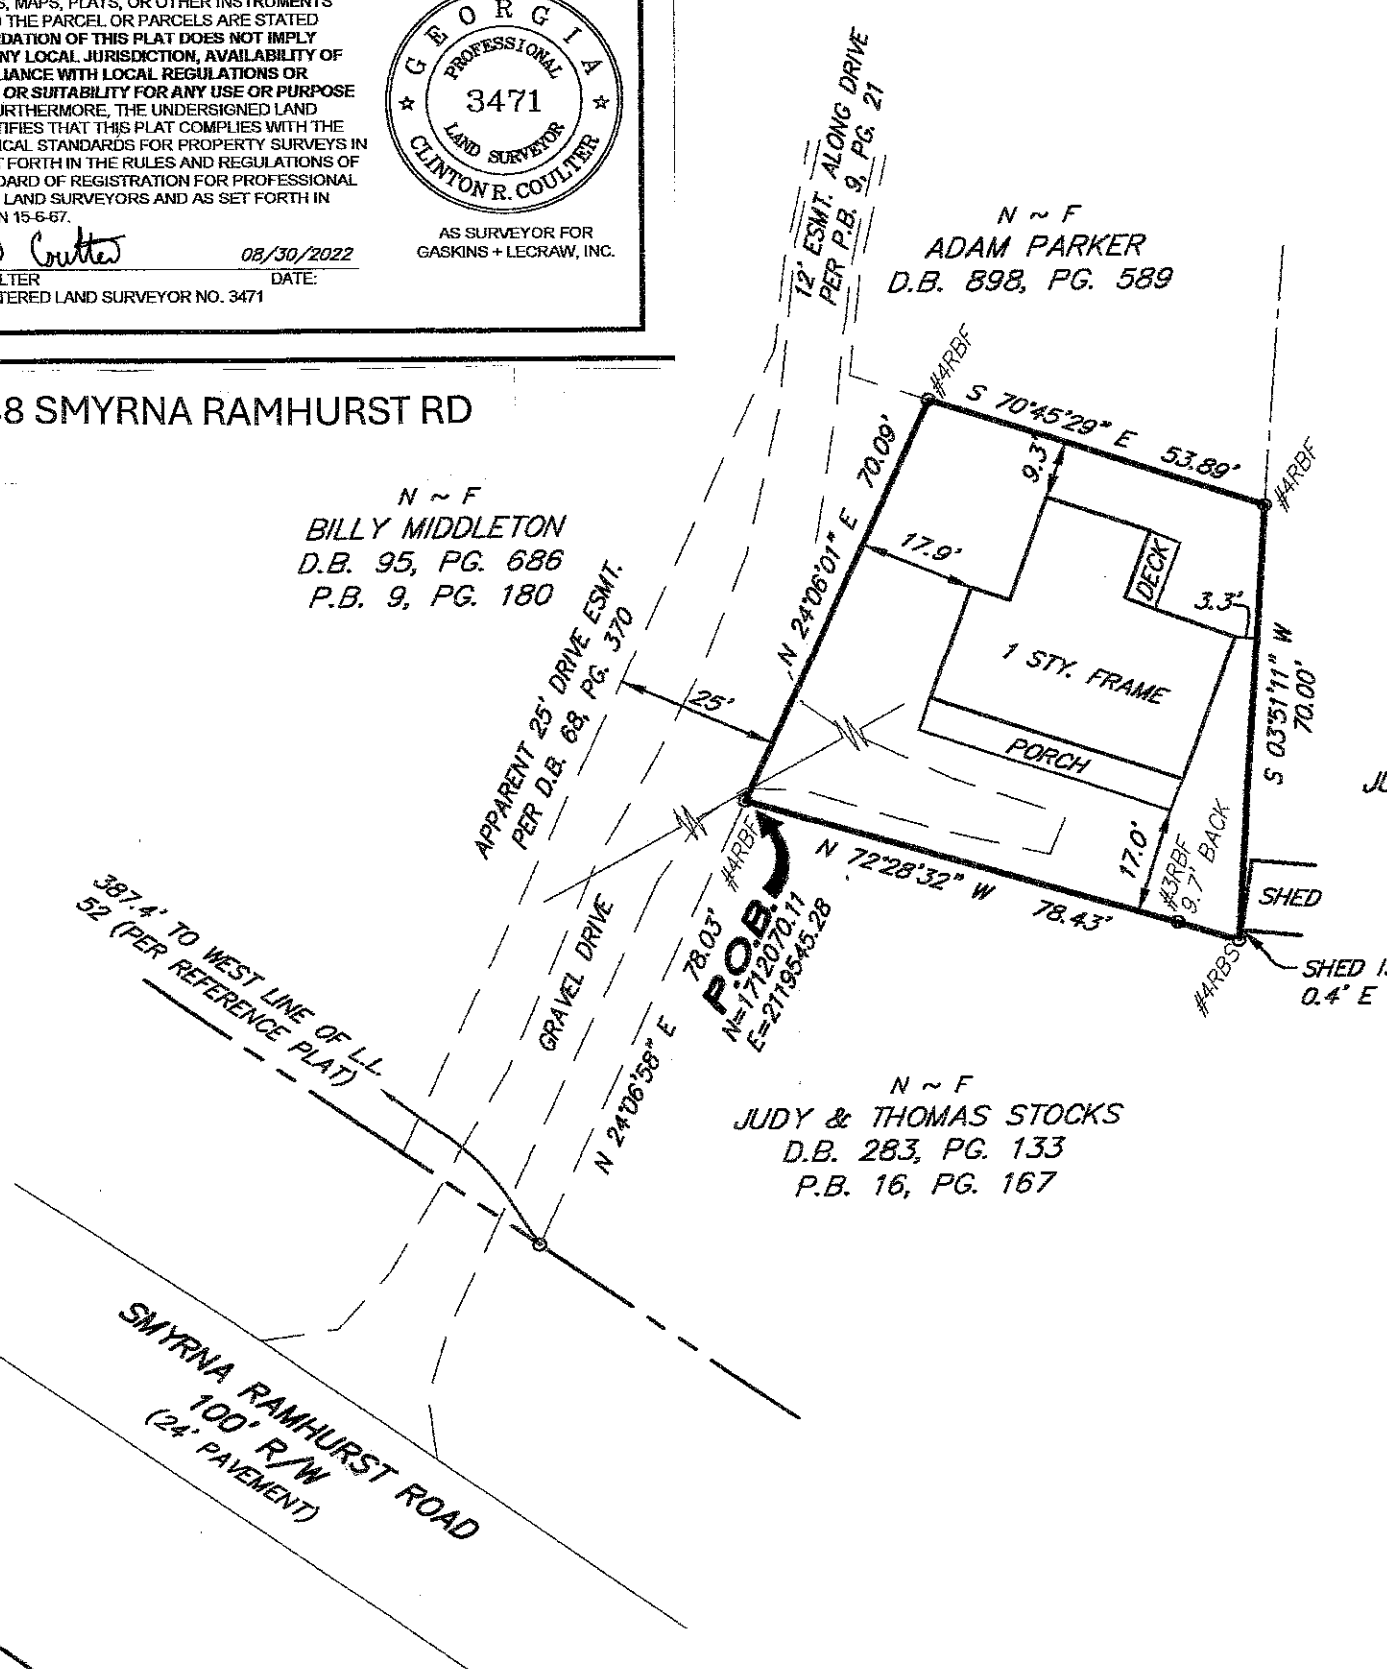 S, MAPS, PLATS, OR OTHER INSTRUMENTS
THE PARCEL OR PARCELS ARE STATED
DATION OF THIS PLAT DOES NOT IMPLY
NY LOCAL JURISDICTION, AVAILABILITY OF
LIANCE WITH LOCAL REGULATIONS OR
OR SUITABILITY FOR ANY USE OR PURPOSE
URTHERMORE, THE UNDERSIGNED LAND
TIFIES THAT THIS PLAT COMPLIES WITH THE
ICAL STANDARDS FOR PROPERTY SURVEYS IN
T FORTH IN THE RULES AND REGULATIONS OF
OARD OF REGISTRATION FOR PROFESSIONAL
LAND SURVEYORS AND AS SET FORTH IN
N 15-6-67.
Coulter
08/30/2022
LTER
DATE:
TERED LAND SURVEYOR NO. 3471
GEORGIA
PROFESSIONAL
3471
LAND SURVEYOR
CLINTON R. COULTER
AS SURVEYOR FOR
GASKINS + LECRAW, INC.
8 SMYRNA RAMHURST RD
12' ESMT. ALONG DRIVE
PER P.B. 9, PG. 21
N ~ F
ADAM PARKER
D.B. 898, PG. 589
N ~ F
BILLY MIDDLETON
D.B. 95, PG. 686
P.B. 9, PG. 180
#4RBF
S 70°45'29" E 53.89'
#4RBF
N 24°06'01" E 70.09'
9.3'
17.9'
DECK
3.3'
1 STY. FRAME
PORCH
S 03°51'11" W
70.00'
JU
APPARENT 25' DRIVE ESMT.
PER D.B. 68, PG. 370
25'
#4RBF
N 72°28'32" W 78.43'
17.0'
#3RBF
9.7' BACK
SHED
#4RBS
SHED IS
0.4' E
P.O.B.
N=1712070.11
E=2119545.28
GRAVEL DRIVE
N 24°06'58" E 78.03'
387.4' TO WEST LINE OF L.L.
52 (PER REFERENCE PLAT)
N ~ F
JUDY & THOMAS STOCKS
D.B. 283, PG. 133
P.B. 16, PG. 167
SMYRNA RAMHURST ROAD
100' R/W
(24' PAVEMENT)